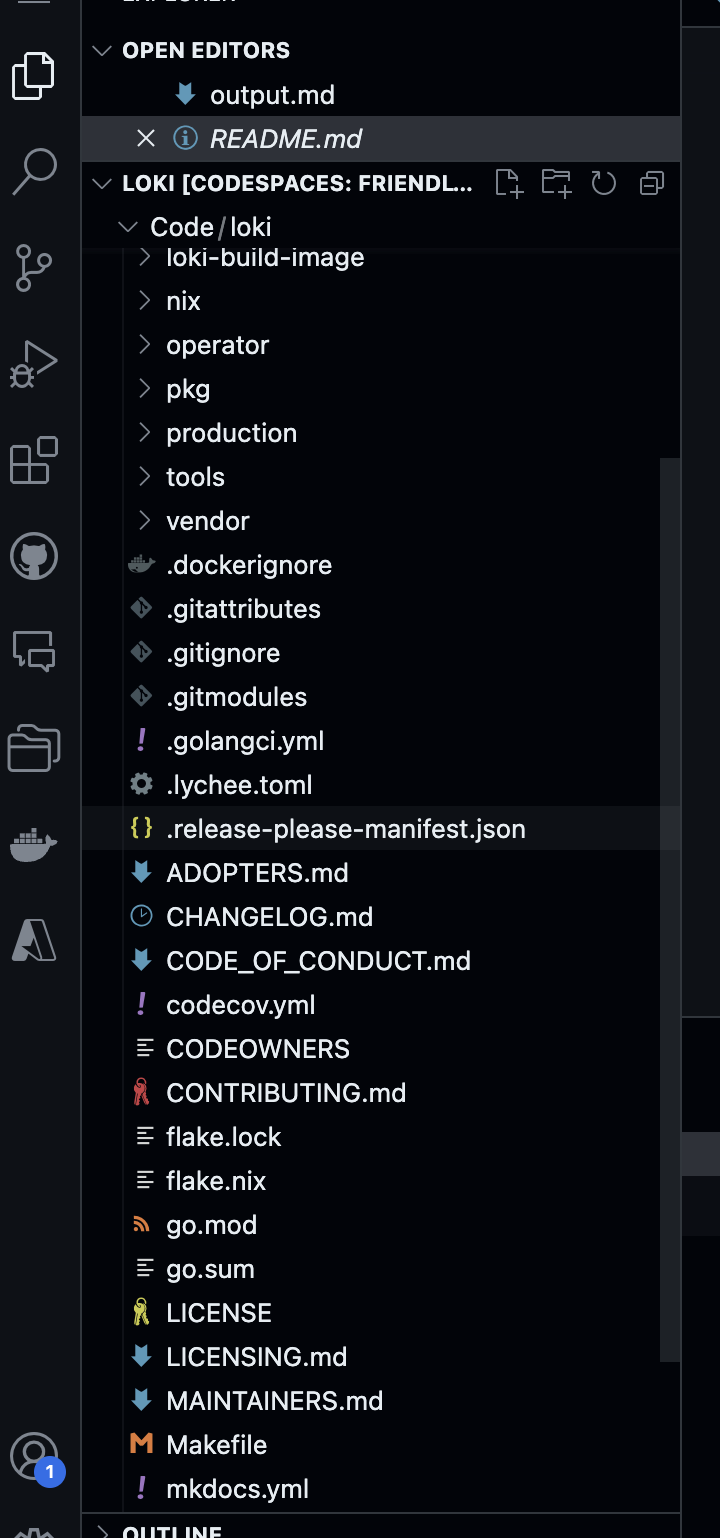 EXPLORER
OPEN EDITORS
output.md
README.md
LOKI [CODESPACES: FRIENDL...
Code/loki
loki-build-image
nix
operator
pkg
production
tools
vendor
.dockerignore
.gitattributes
.gitignore
.gitmodules
.golangci.yml
.lychee.toml
.release-please-manifest.json
ADOPTERS.md
CHANGELOG.md
CODE_OF_CONDUCT.md
codecov.yml
CODEOWNERS
CONTRIBUTING.md
flake.lock
flake.nix
go.mod
go.sum
LICENSE
LICENSING.md
MAINTAINERS.md
Makefile
1
mkdocs.yml
OUTLINE